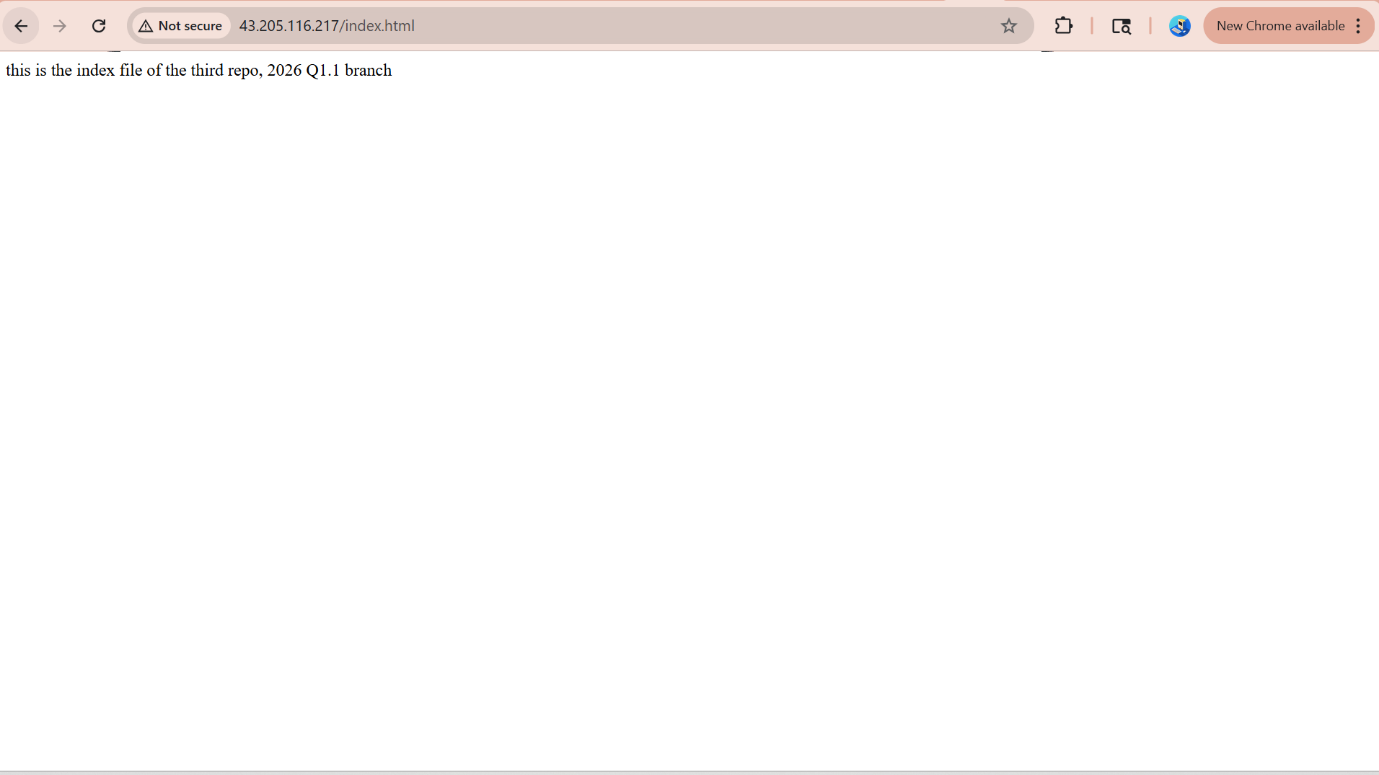 Not secure 43.205.116.217/index.html New Chrome available
this is the index file of the third repo, 2026 Q1.1 branch